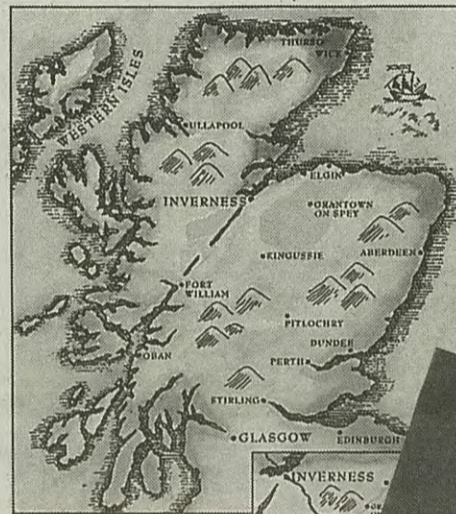 THURSO
WICK
WESTERN ISLES
ULLAPOOL
ELGIN
INVERNESS
GRANTOWN
ON SPEY
KINGUSSIE
ABERDEEN
FORT
WILLIAM
PITLOCHRY
DUNDEE
OBAN
PERTH
STIRLING
GLASGOW
EDINBURGH
INVERNESS